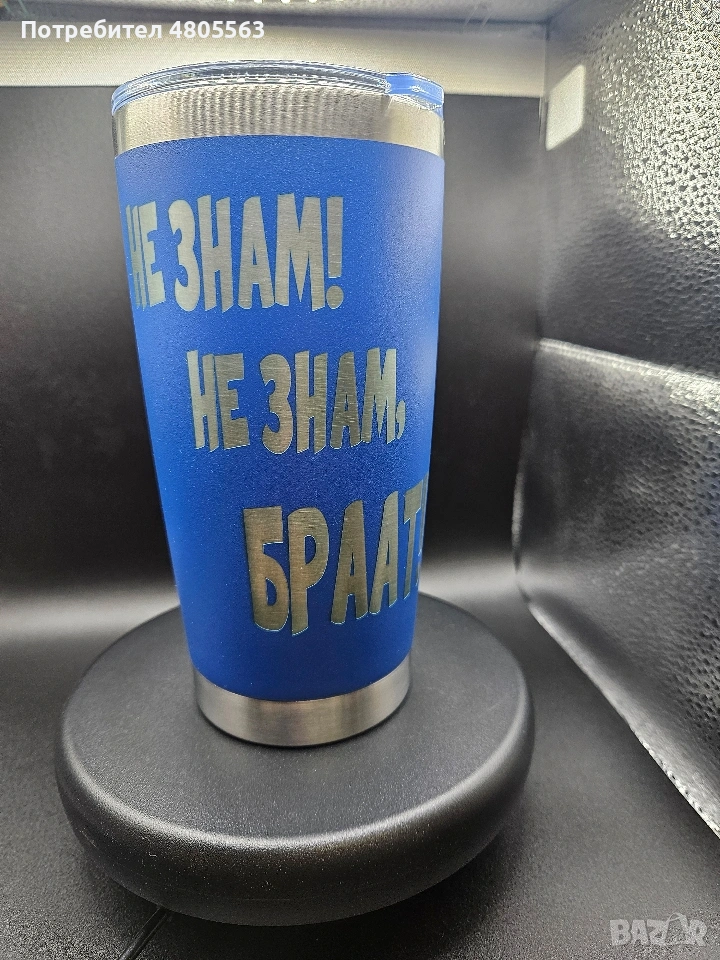 Потребител 4805563
НЕ ЗНАМ!
НЕ ЗНАМ,
БРААТ!
BAZAR